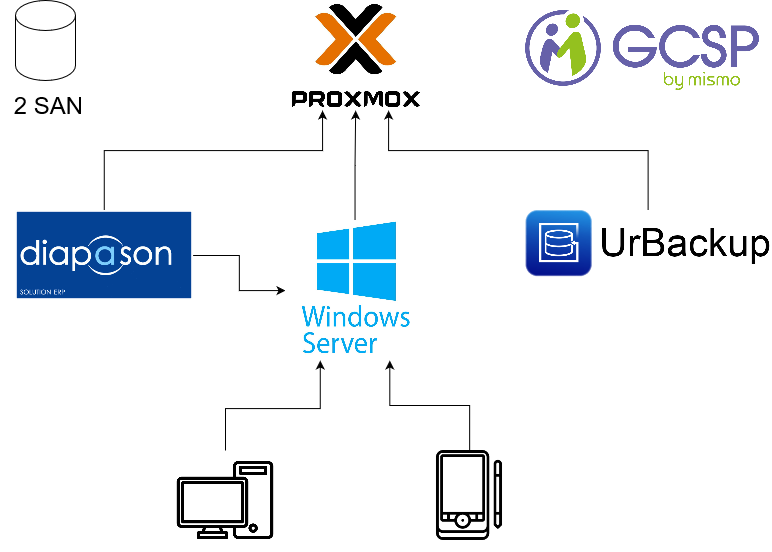 2 SAN
PROXMOX
GCSP
by mismo
diapason
SOLUTION ERP
Windows
Server
UrBackup